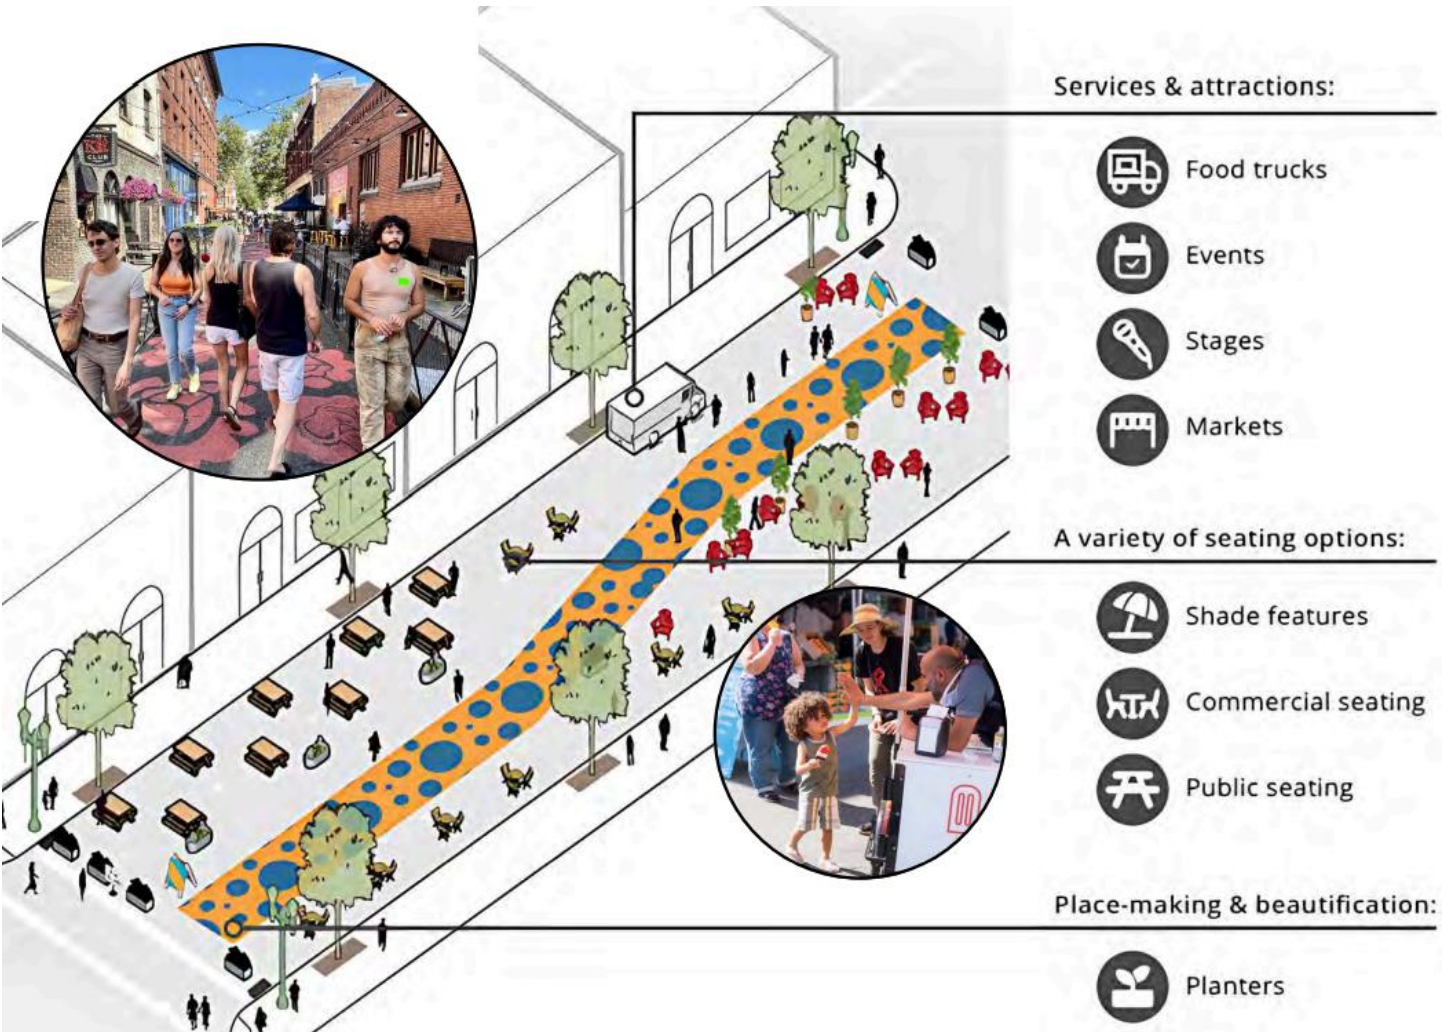 Services & attractions:
Food trucks
Events
Stages
Markets
A variety of seating options:
Shade features
Commercial seating
Public seating
Place-making & beautification:
Planters
CLUB